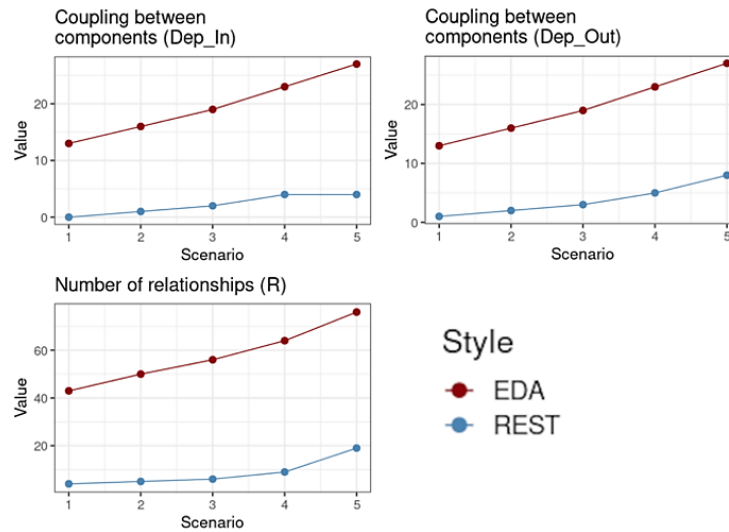 Coupling between
components (Dep_In)
Value
20
10
0
1 2 3 4 5
Scenario
Coupling between
components (Dep_Out)
Value
20
10
0
1 2 3 4 5
Scenario
Number of relationships (R)
Value
60
40
20
1 2 3 4 5
Scenario
Style
EDA
REST